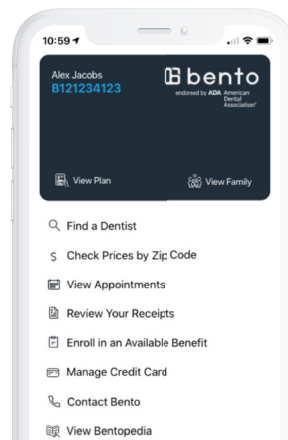 10:59
Alex Jacobs
B121234123
bento
endorsed by ADA American
Dental
Association®
View Plan
View Family
Find a Dentist
$ Check Prices by Zip Code
View Appointments
Review Your Receipts
Enroll in an Available Benefit
Manage Credit Card
Contact Bento
View Bentopedia